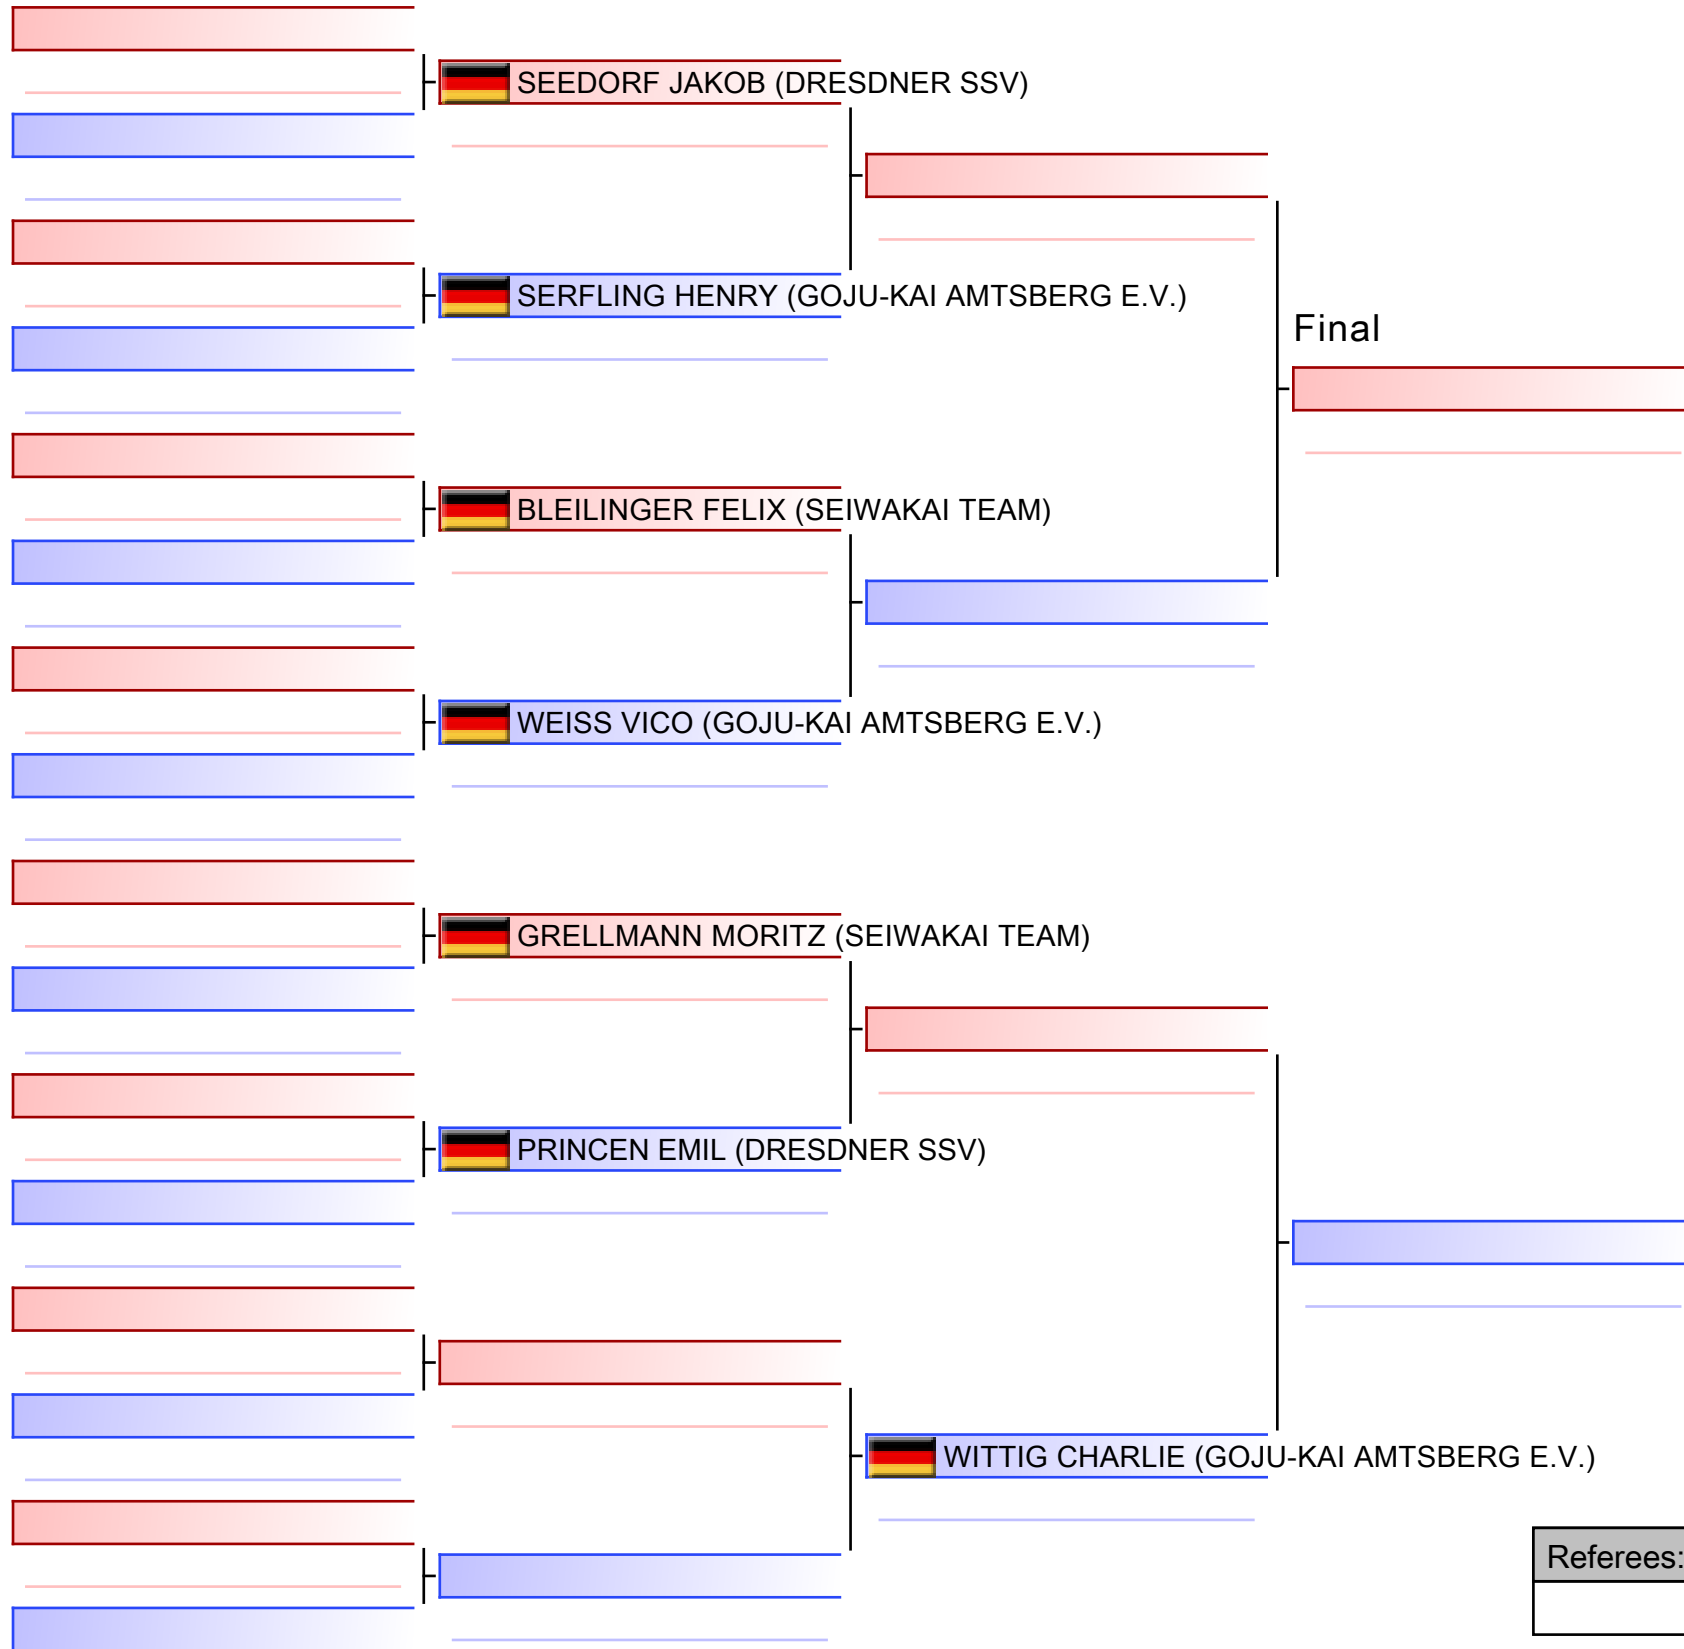 SEEDORF JAKOB (DRESDNER SSV)
SERFLING HENRY (GOJU-KAI AMTSBERG E.V.)
Final
BLEILINGER FELIX (SEIWAKAI TEAM)
WEISS VICO (GOJU-KAI AMTSBERG E.V.)
GRELLMANN MORITZ (SEIWAKAI TEAM)
PRINCEN EMIL (DRESDNER SSV)
WITTIG CHARLIE (GOJU-KAI AMTSBERG E.V.)
Referees: